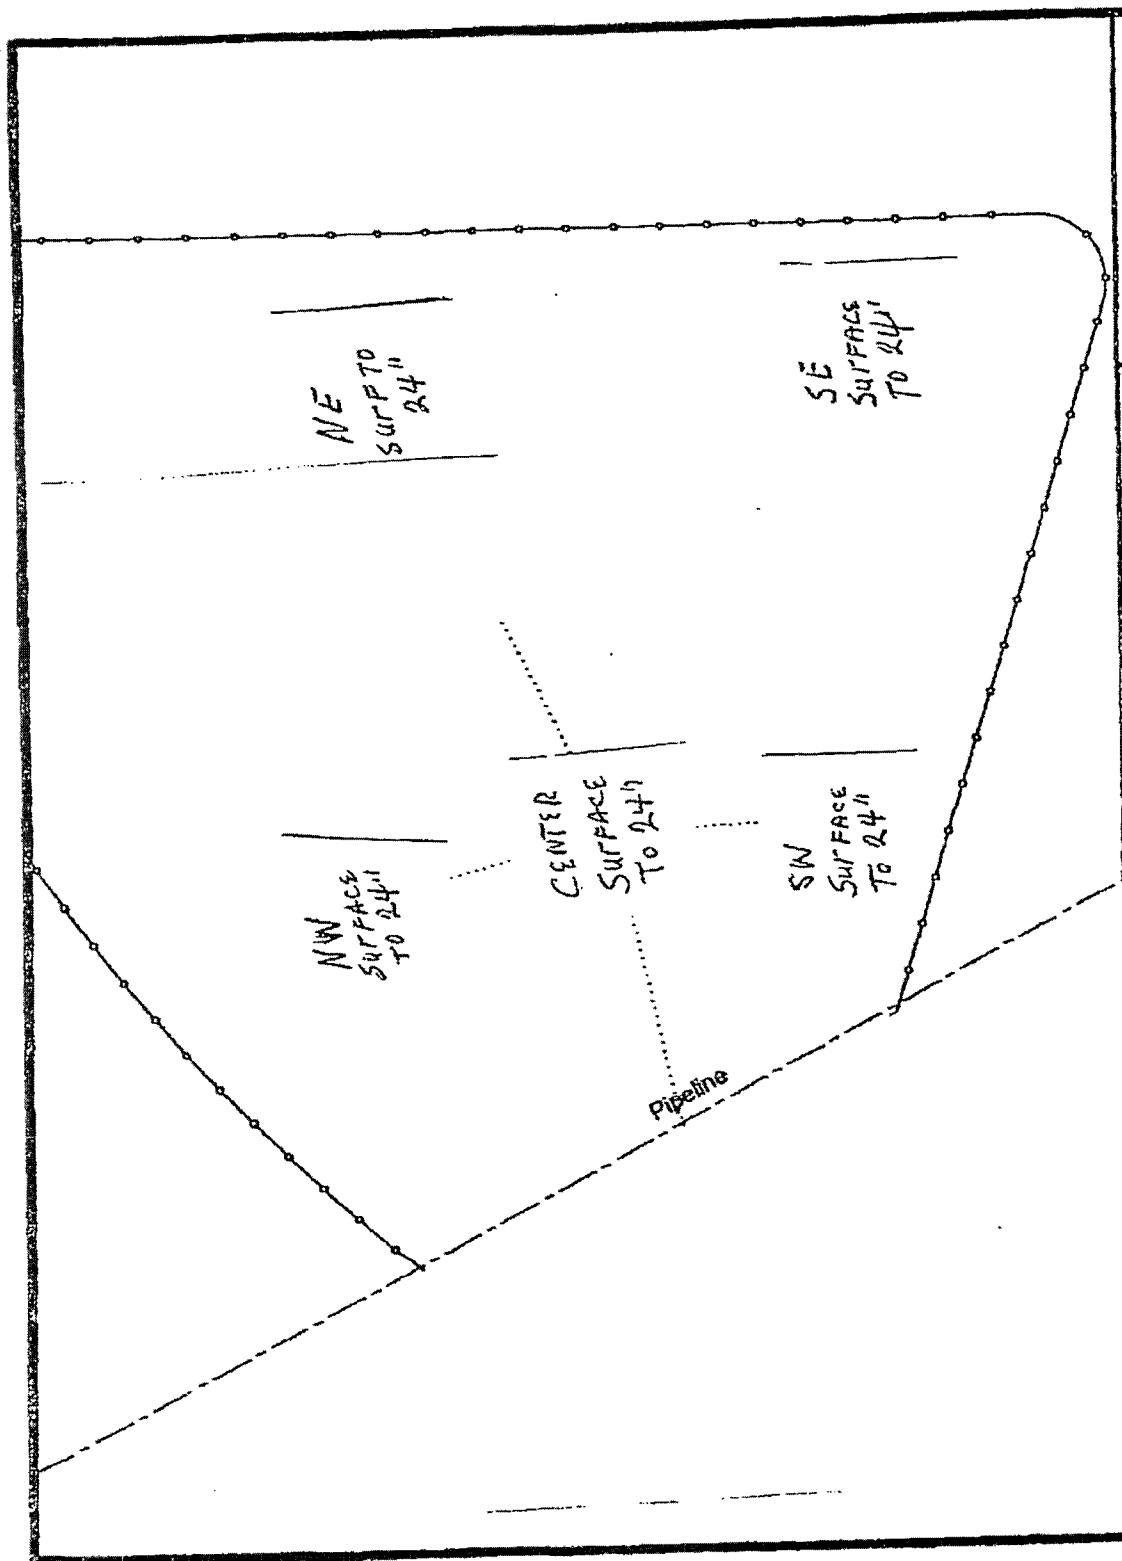 NE
SurF TO
24"
SE
SurFACE
TO 24"
NW
SurFACE
TO 24"
CENTER
SurFACE
To 24"
SW
SurFACE
To 24"
Pipeline